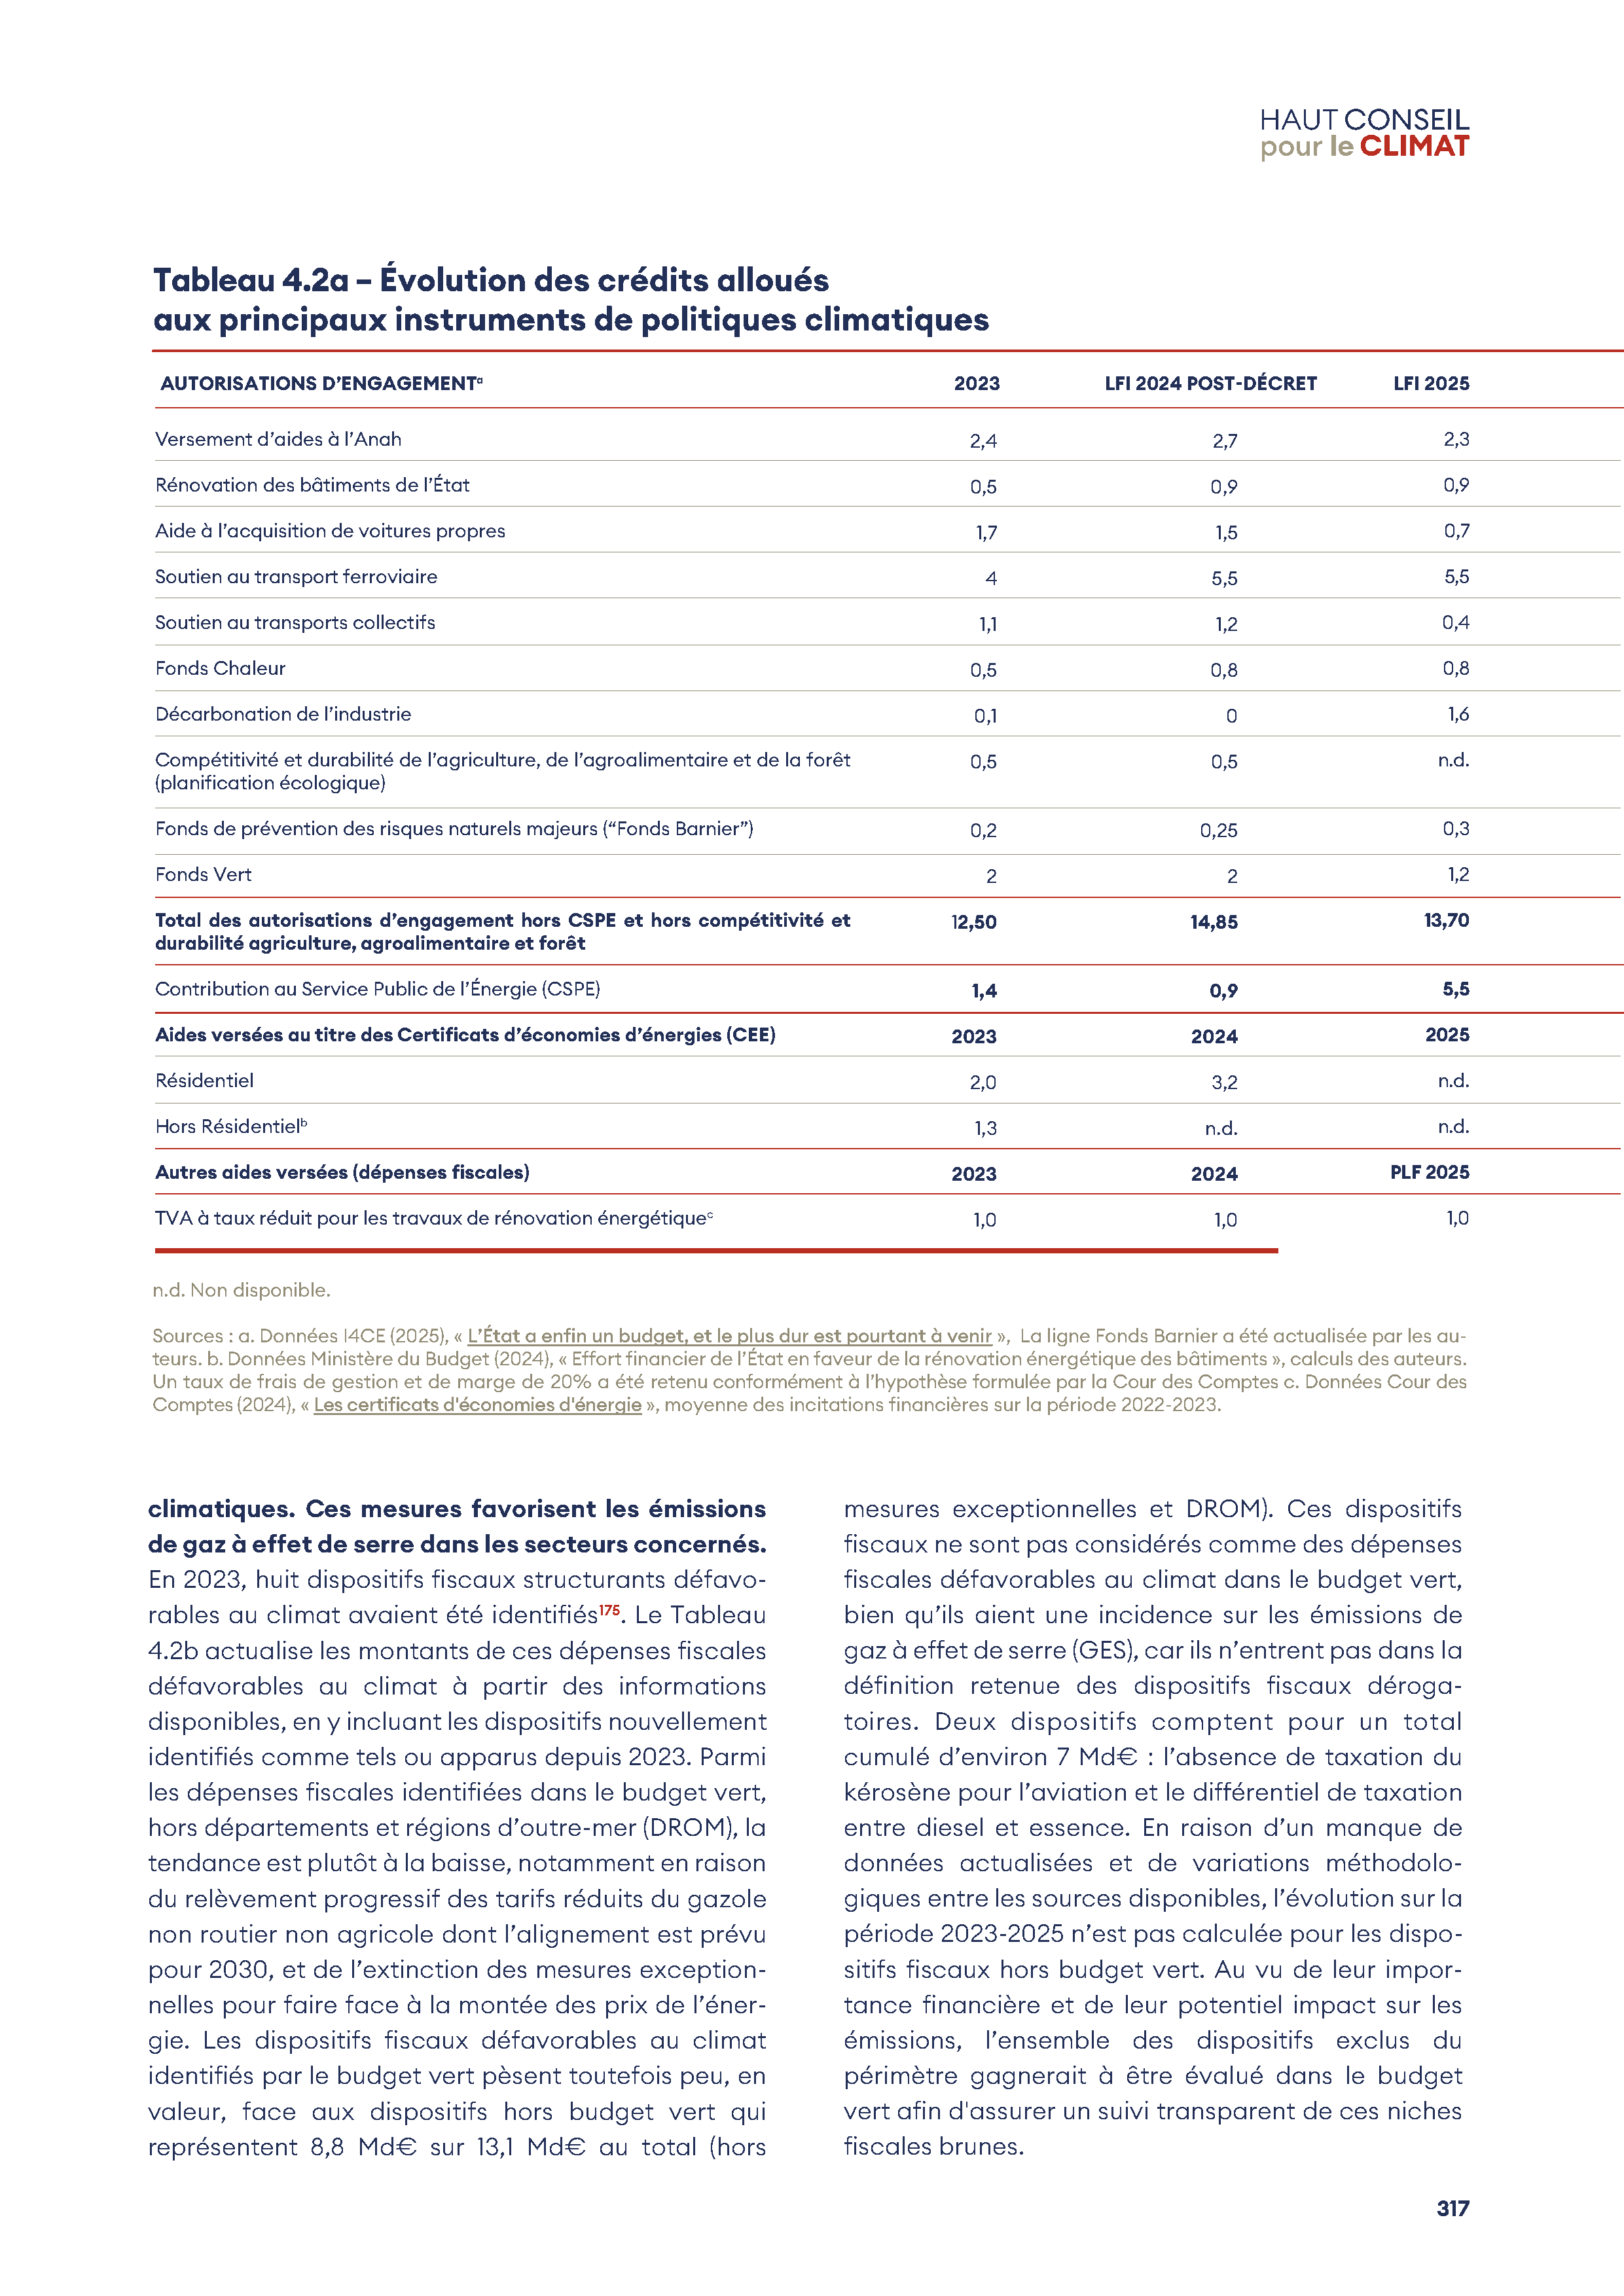 HAUT CONSEIL
pour le CLIMAT
Tableau 4.2a – Évolution des crédits alloués
aux principaux instruments de politiques climatiques
AUTORISATIONS D’ENGAGEMENTᵃ 2023 LFI 2024 POST-DÉCRET LFI 2025
Versement d’aides à l’Anah 2,4 2,7 2,3
Rénovation des bâtiments de l’État 0,5 0,9 0,9
Aide à l’acquisition de voitures propres 1,7 1,5 0,7
Soutien au transport ferroviaire 4 5,5 5,5
Soutien au transports collectifs 1,1 1,2 0,4
Fonds Chaleur 0,5 0,8 0,8
Décarbonation de l’industrie 0,1 0 1,6
Compétitivité et durabilité de l’agriculture, de l’agroalimentaire et de la forêt 0,5 0,5 n.d.
(planification écologique)
Fonds de prévention des risques naturels majeurs (“Fonds Barnier”) 0,2 0,25 0,3
Fonds Vert 2 2 1,2
Total des autorisations d’engagement hors CSPE et hors compétitivité et 12,50 14,85 13,70
durabilité agriculture, agroalimentaire et forêt
Contribution au Service Public de l’Énergie (CSPE) 1,4 0,9 5,5
Aides versées au titre des Certificats d’économies d’énergies (CEE) 2023 2024 2025
Résidentiel 2,0 3,2 n.d.
Hors Résidentielᵇ 1,3 n.d. n.d.
Autres aides versées (dépenses fiscales) 2023 2024 PLF 2025
TVA à taux réduit pour les travaux de rénovation énergétiqueᶜ 1,0 1,0 1,0
n.d. Non disponible.
Sources : a. Données I4CE (2025), « L’État a enfin un budget, et le plus dur est pourtant à venir », La ligne Fonds Barnier a été actualisée par les au-
teurs. b. Données Ministère du Budget (2024), « Effort financier de l’État en faveur de la rénovation énergétique des bâtiments », calculs des auteurs.
Un taux de frais de gestion et de marge de 20% a été retenu conformément à l’hypothèse formulée par la Cour des Comptes c. Données Cour des
Comptes (2024), « Les certificats d'économies d'énergie », moyenne des incitations financières sur la période 2022-2023.
climatiques. Ces mesures favorisent les émissions
de gaz à effet de serre dans les secteurs concernés.
En 2023, huit dispositifs fiscaux structurants défavo-
rables au climat avaient été identifiés¹⁷⁵. Le Tableau
4.2b actualise les montants de ces dépenses fiscales
défavorables au climat à partir des informations
disponibles, en y incluant les dispositifs nouvellement
identifiés comme tels ou apparus depuis 2023. Parmi
les dépenses fiscales identifiées dans le budget vert,
hors départements et régions d’outre-mer (DROM), la
tendance est plutôt à la baisse, notamment en raison
du relèvement progressif des tarifs réduits du gazole
non routier non agricole dont l’alignement est prévu
pour 2030, et de l’extinction des mesures exception-
nelles pour faire face à la montée des prix de l’éner-
gie. Les dispositifs fiscaux défavorables au climat
identifiés par le budget vert pèsent toutefois peu, en
valeur, face aux dispositifs hors budget vert qui
représentent 8,8 Md€ sur 13,1 Md€ au total (hors
mesures exceptionnelles et DROM). Ces dispositifs
fiscaux ne sont pas considérés comme des dépenses
fiscales défavorables au climat dans le budget vert,
bien qu’ils aient une incidence sur les émissions de
gaz à effet de serre (GES), car ils n’entrent pas dans la
définition retenue des dispositifs fiscaux déroga-
toires. Deux dispositifs comptent pour un total
cumulé d’environ 7 Md€ : l’absence de taxation du
kérosène pour l’aviation et le différentiel de taxation
entre diesel et essence. En raison d’un manque de
données actualisées et de variations méthodolo-
giques entre les sources disponibles, l’évolution sur la
période 2023-2025 n’est pas calculée pour les dispo-
sitifs fiscaux hors budget vert. Au vu de leur impor-
tance financière et de leur potentiel impact sur les
émissions, l’ensemble des dispositifs exclus du
périmètre gagnerait à être évalué dans le budget
vert afin d'assurer un suivi transparent de ces niches
fiscales brunes.
317